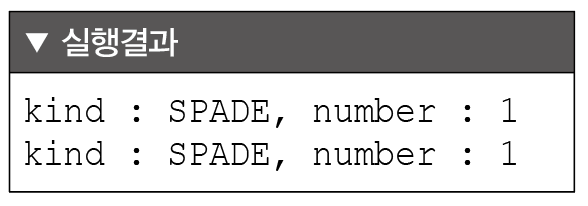 ▼ 실행결과
kind : SPADE, number : 1
kind : SPADE, number : 1